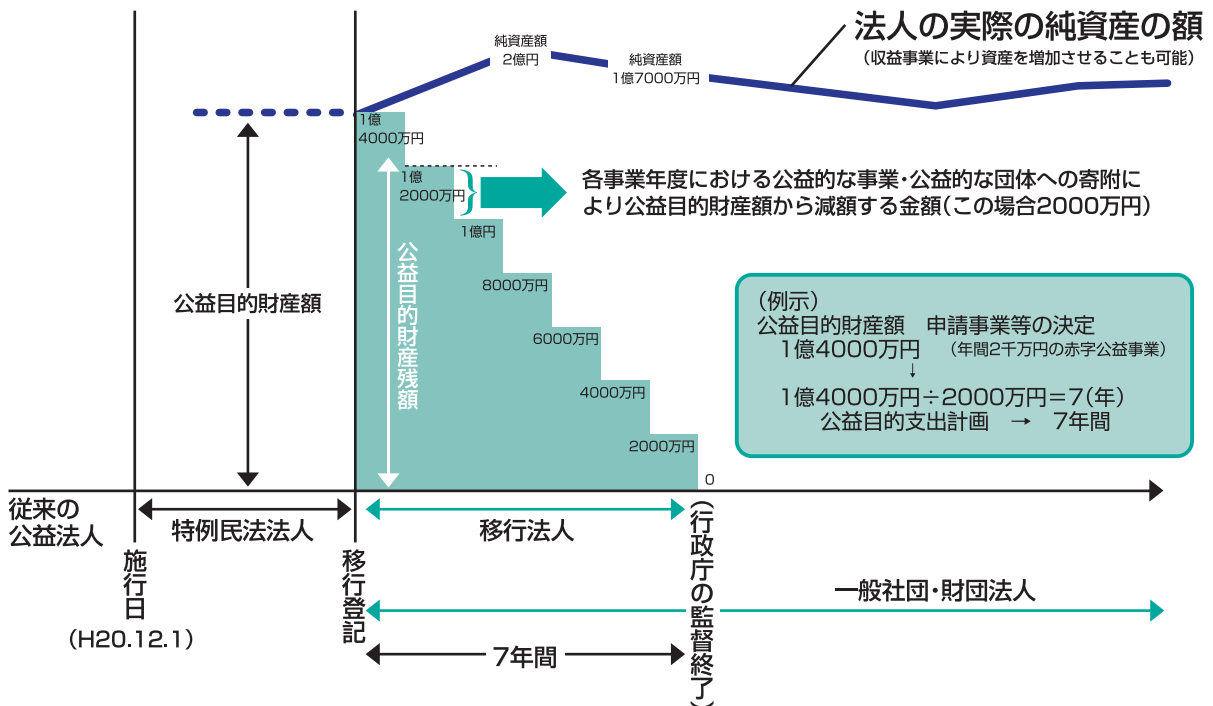 法人の実際の純資産の額
（収益事業により資産を増加させることも可能）
純資産額
2億円
純資産額
1億7000万円
1億
4000万円
1億
2000万円
1億円
8000万円
6000万円
4000万円
2000万円
0
各事業年度における公益的な事業・公益的な団体への寄附に
より公益目的財産額から減額する金額（この場合2000万円）
公益目的財産額
公益目的財産残額
（例示）
公益目的財産額　申請事業等の決定
1億4000万円　（年間2千万円の赤字公益事業）
↓
1億4000万円÷2000万円＝7（年）
公益目的支出計画　→　7年間
従来の
公益法人
特例民法法人
移行法人
施行日
（H20.12.1）
移行登記
（行政庁の監督終了）
一般社団・財団法人
7年間